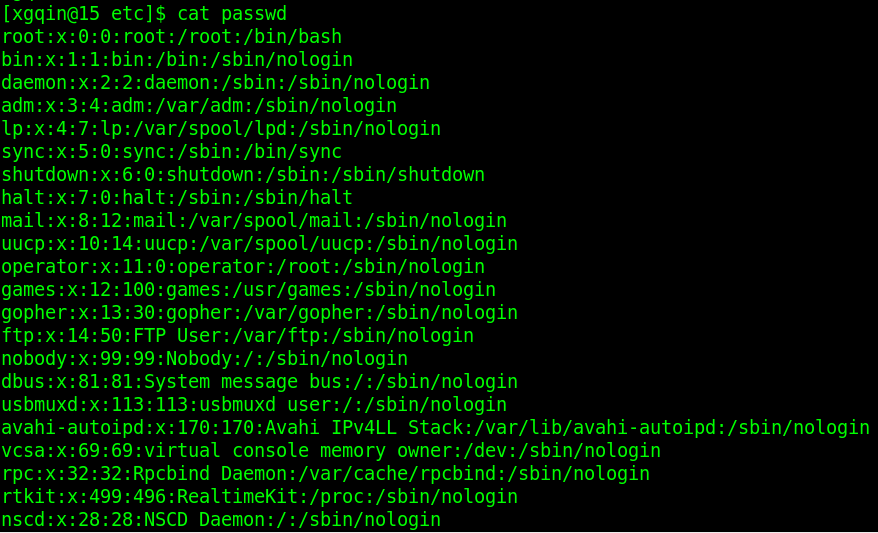 [xgqin@15 etc]$ cat passwd
root:x:0:0:root:/root:/bin/bash
bin:x:1:1:bin:/bin:/sbin/nologin
daemon:x:2:2:daemon:/sbin:/sbin/nologin
adm:x:3:4:adm:/var/adm:/sbin/nologin
lp:x:4:7:lp:/var/spool/lpd:/sbin/nologin
sync:x:5:0:sync:/sbin:/bin/sync
shutdown:x:6:0:shutdown:/sbin:/sbin/shutdown
halt:x:7:0:halt:/sbin:/sbin/halt
mail:x:8:12:mail:/var/spool/mail:/sbin/nologin
uucp:x:10:14:uucp:/var/spool/uucp:/sbin/nologin
operator:x:11:0:operator:/root:/sbin/nologin
games:x:12:100:games:/usr/games:/sbin/nologin
gopher:x:13:30:gopher:/var/gopher:/sbin/nologin
ftp:x:14:50:FTP User:/var/ftp:/sbin/nologin
nobody:x:99:99:Nobody:/:/sbin/nologin
dbus:x:81:81:System message bus:/:/sbin/nologin
usbmuxd:x:113:113:usbmuxd user:/:/sbin/nologin
avahi-autoipd:x:170:170:Avahi IPv4LL Stack:/var/lib/avahi-autoipd:/sbin/nologin
vcsa:x:69:69:virtual console memory owner:/dev:/sbin/nologin
rpc:x:32:32:Rpcbind Daemon:/var/cache/rpcbind:/sbin/nologin
rtkit:x:499:496:RealtimeKit:/proc:/sbin/nologin
nscd:x:28:28:NSCD Daemon:/:/sbin/nologin